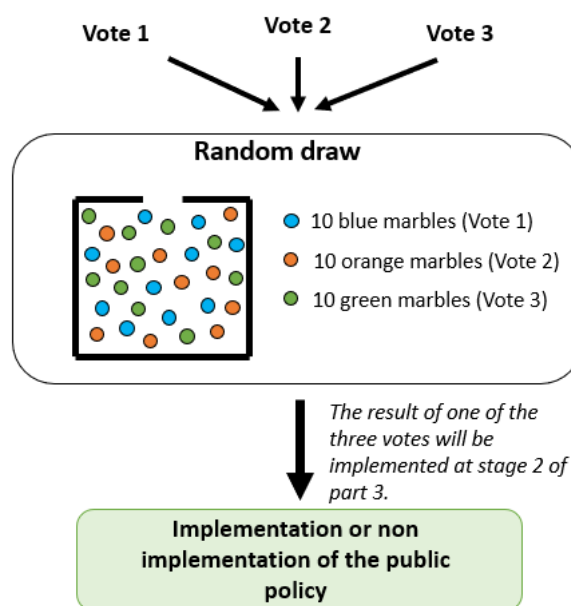 Vote 1
Vote 2
Vote 3
Random draw
10 blue marbles (Vote 1)
10 orange marbles (Vote 2)
10 green marbles (Vote 3)
The result of one of the
three votes will be
implemented at stage 2 of
part 3.
Implementation or non
implementation of the public
policy